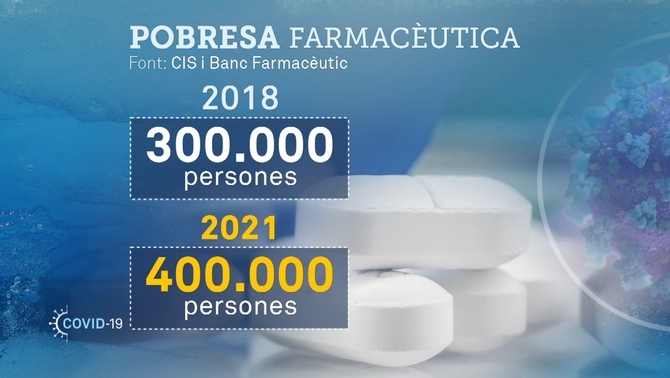 POBRESA FARMACÈUTICA
Font: CIS i Banc Farmacèutic
2018
300.000
persones
2021
400.000
persones
COVID-19